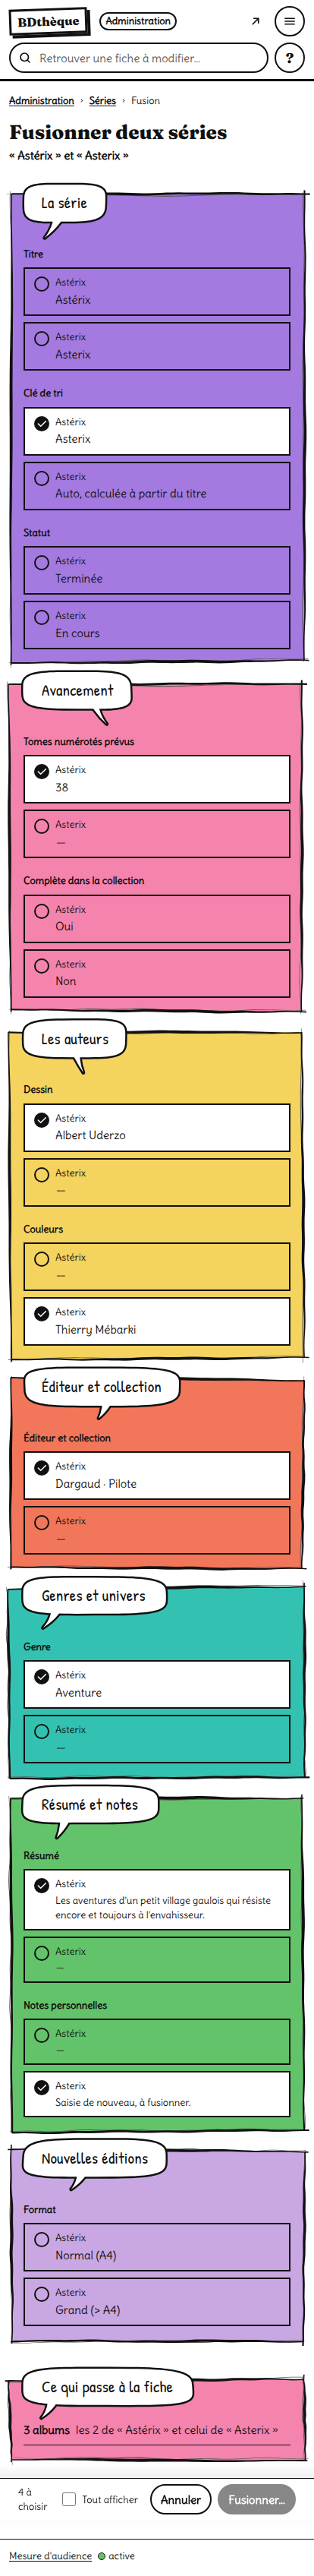 BDthèque
Administration
Retrouver une fiche à modifier...
?
Administration › Séries › Fusion
Fusionner deux séries
« Astérix » et « Asterix »
La série
Titre
Astérix
Astérix
Asterix
Asterix
Clé de tri
Astérix
Asterix
Asterix
Auto, calculée à partir du titre
Statut
Astérix
Terminée
Asterix
En cours
Avancement
Tomes numérotés prévus
Astérix
38
Asterix
—
Complète dans la collection
Astérix
Oui
Asterix
Non
Les auteurs
Dessin
Astérix
Albert Uderzo
Asterix
—
Couleurs
Astérix
—
Asterix
Thierry Mébarki
Éditeur et collection
Éditeur et collection
Astérix
Dargaud · Pilote
Asterix
—
Genres et univers
Genre
Astérix
Aventure
Asterix
—
Résumé et notes
Résumé
Astérix
Les aventures d'un petit village gaulois qui résiste
encore et toujours à l'envahisseur.
Asterix
—
Notes personnelles
Astérix
—
Asterix
Saisie de nouveau, à fusionner.
Nouvelles éditions
Format
Astérix
Normal (A4)
Asterix
Grand (> A4)
Ce qui passe à la fiche
3 albums les 2 de « Astérix » et celui de « Asterix »
4 à
choisir
Tout afficher
Annuler
Fusionner...
Mesure d'audience
active